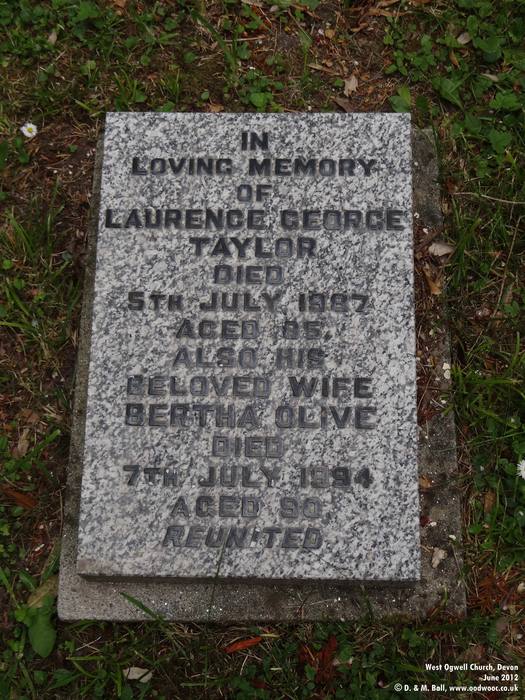 IN
LOVING MEMORY
OF
LAURENCE GEORGE
TAYLOR
DIED
5TH JULY 1987
AGED 85,
ALSO HIS
BELOVED WIFE
BERTHA OLIVE
DIED
7TH JULY 1994
AGED 90
REUNITED
West Ogwell Church, Devon
June 2012
© D. & M. Ball, www.oodwooc.co.uk